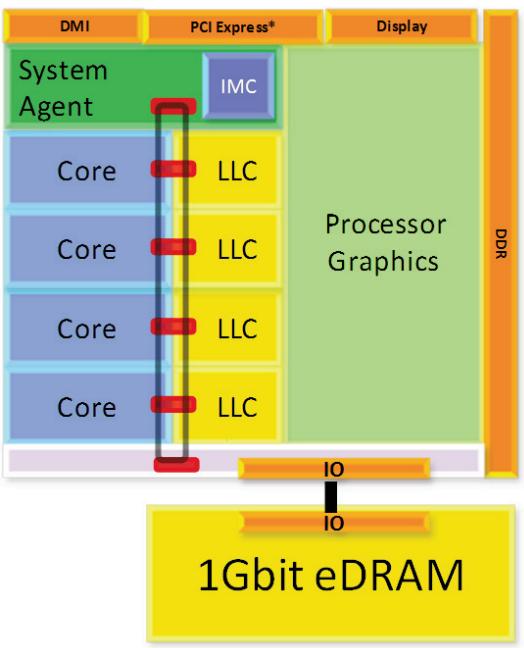 DMI
PCI Express*
Display
System
Agent
IMC
Core
LLC
Core
LLC
Core
LLC
Core
LLC
Processor
Graphics
DDR
IO
IO
1Gbit eDRAM